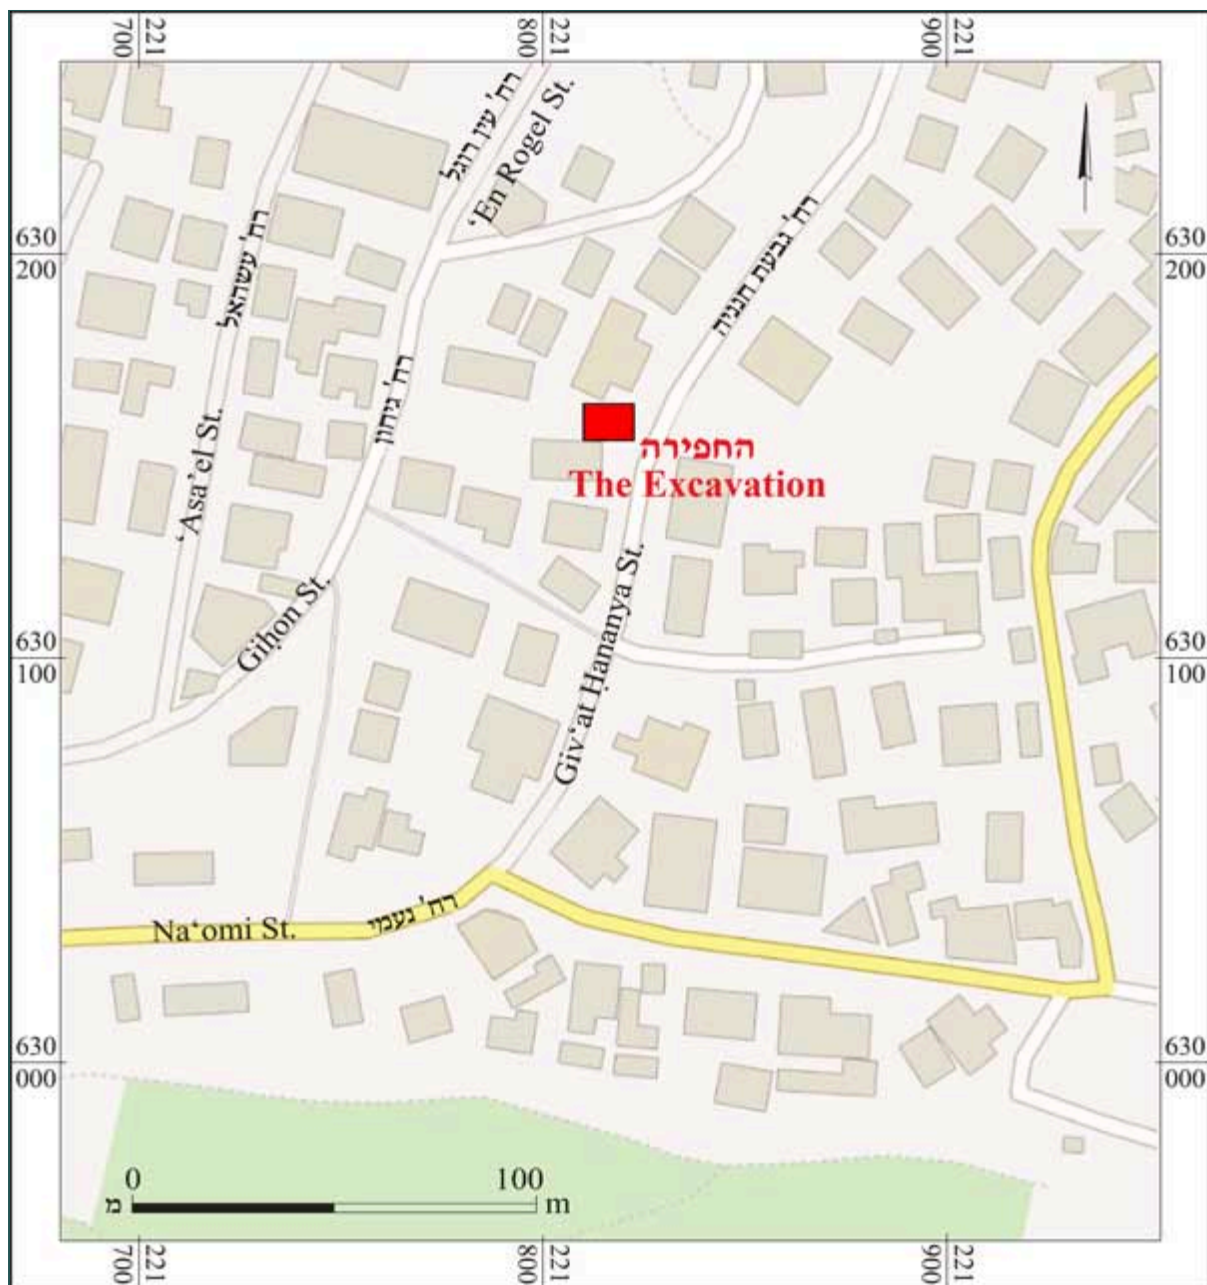 221
700
221
800
221
900
רח' עין רוגל
'En Rogel St.
630
200
630
200
רח' עשהאל
רח' גבעת חנניה
רח' גיחון
החפירה
The Excavation
'Asa'el St.
Giḥon St.
Giv'at Ḥananya St.
630
100
630
100
Na'omi St.
רח' נעמי
630
000
630
000
0 100
מ m
221
700
221
800
221
900